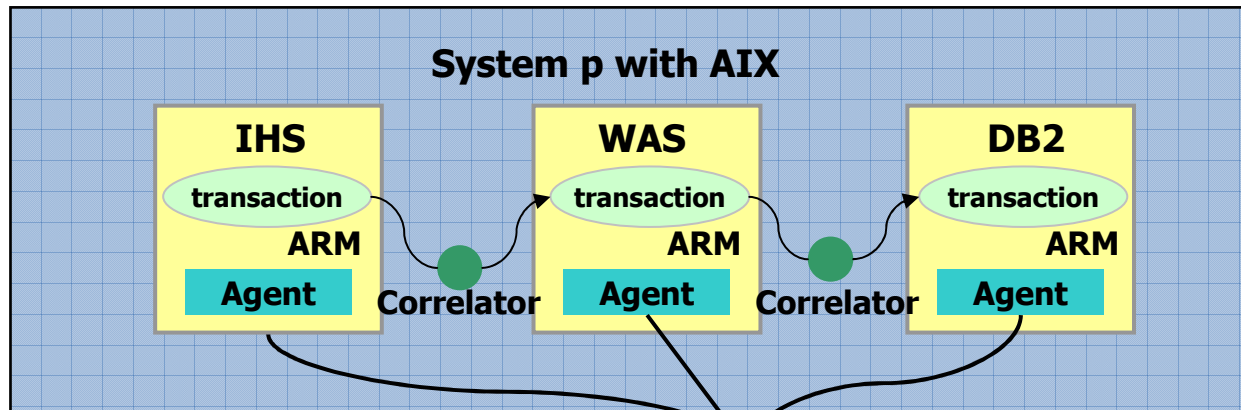 System p with AIX
IHS
transaction
ARM
Agent
Correlator
WAS
transaction
ARM
Agent
Correlator
DB2
transaction
ARM
Agent